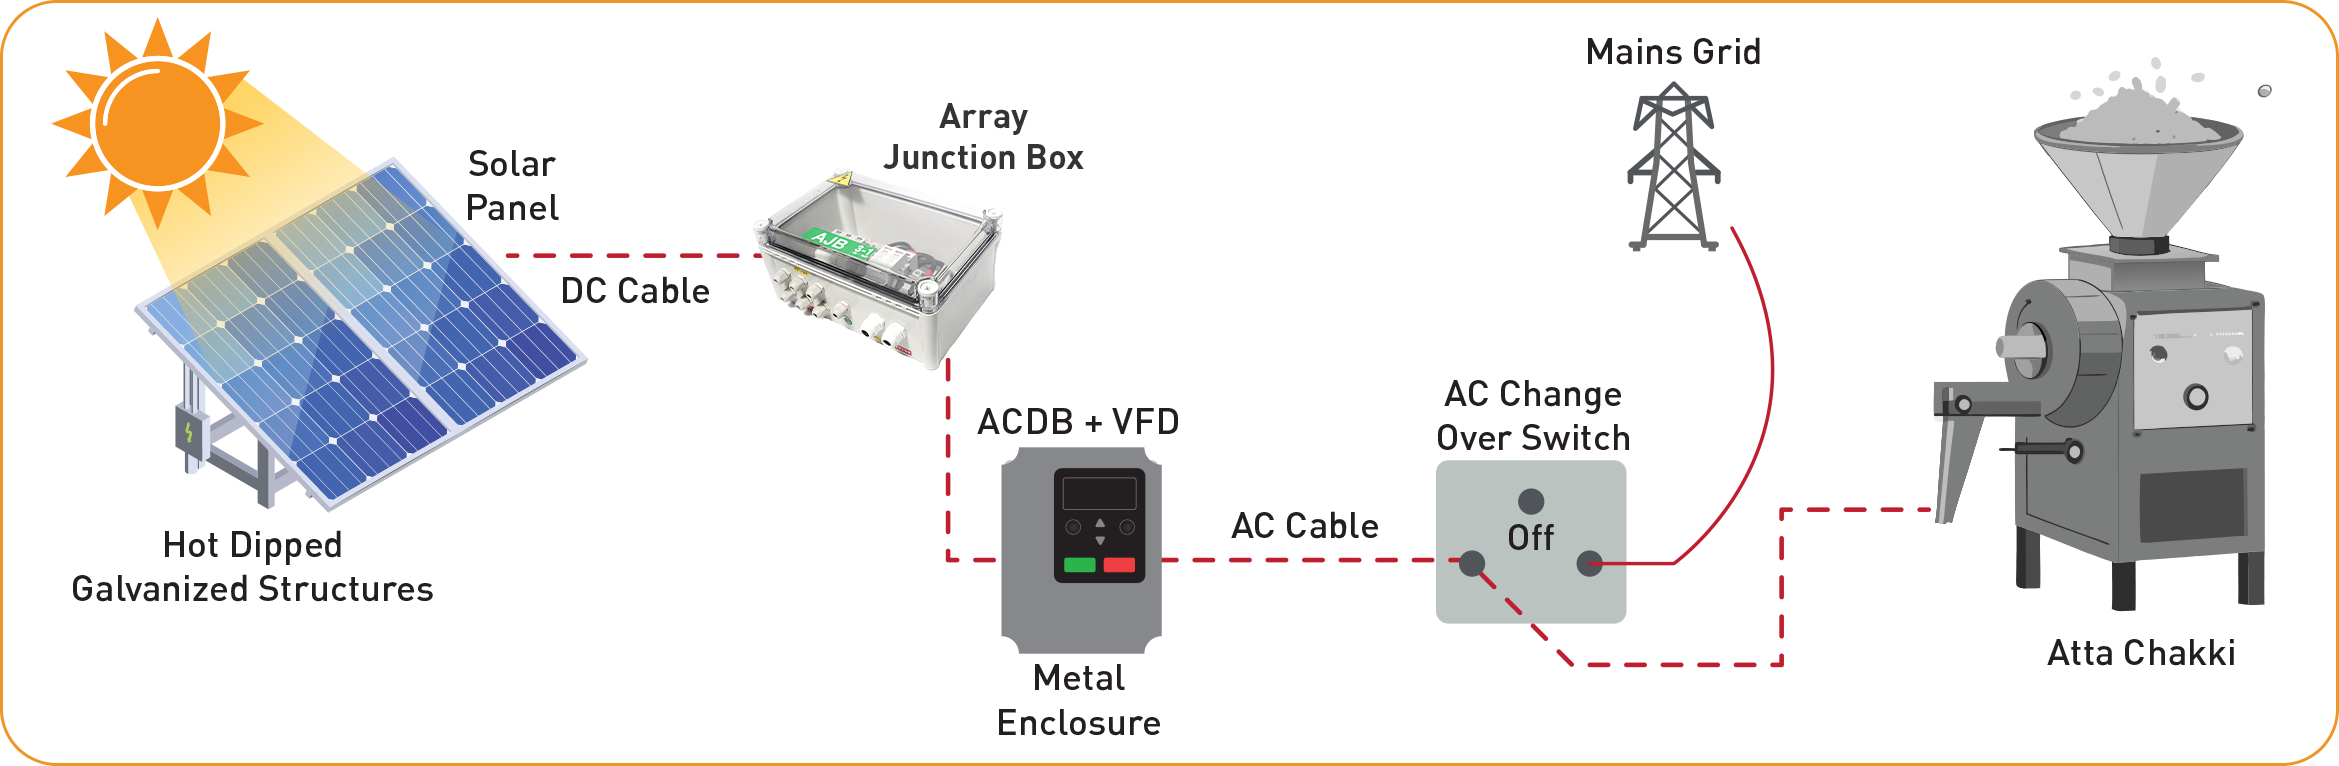 Solar
Panel
DC Cable
Hot Dipped
Galvanized Structures
Array
Junction Box
AJB
ACDB + VFD
Metal
Enclosure
AC Cable
AC Change
Over Switch
Off
Mains Grid
Atta Chakki